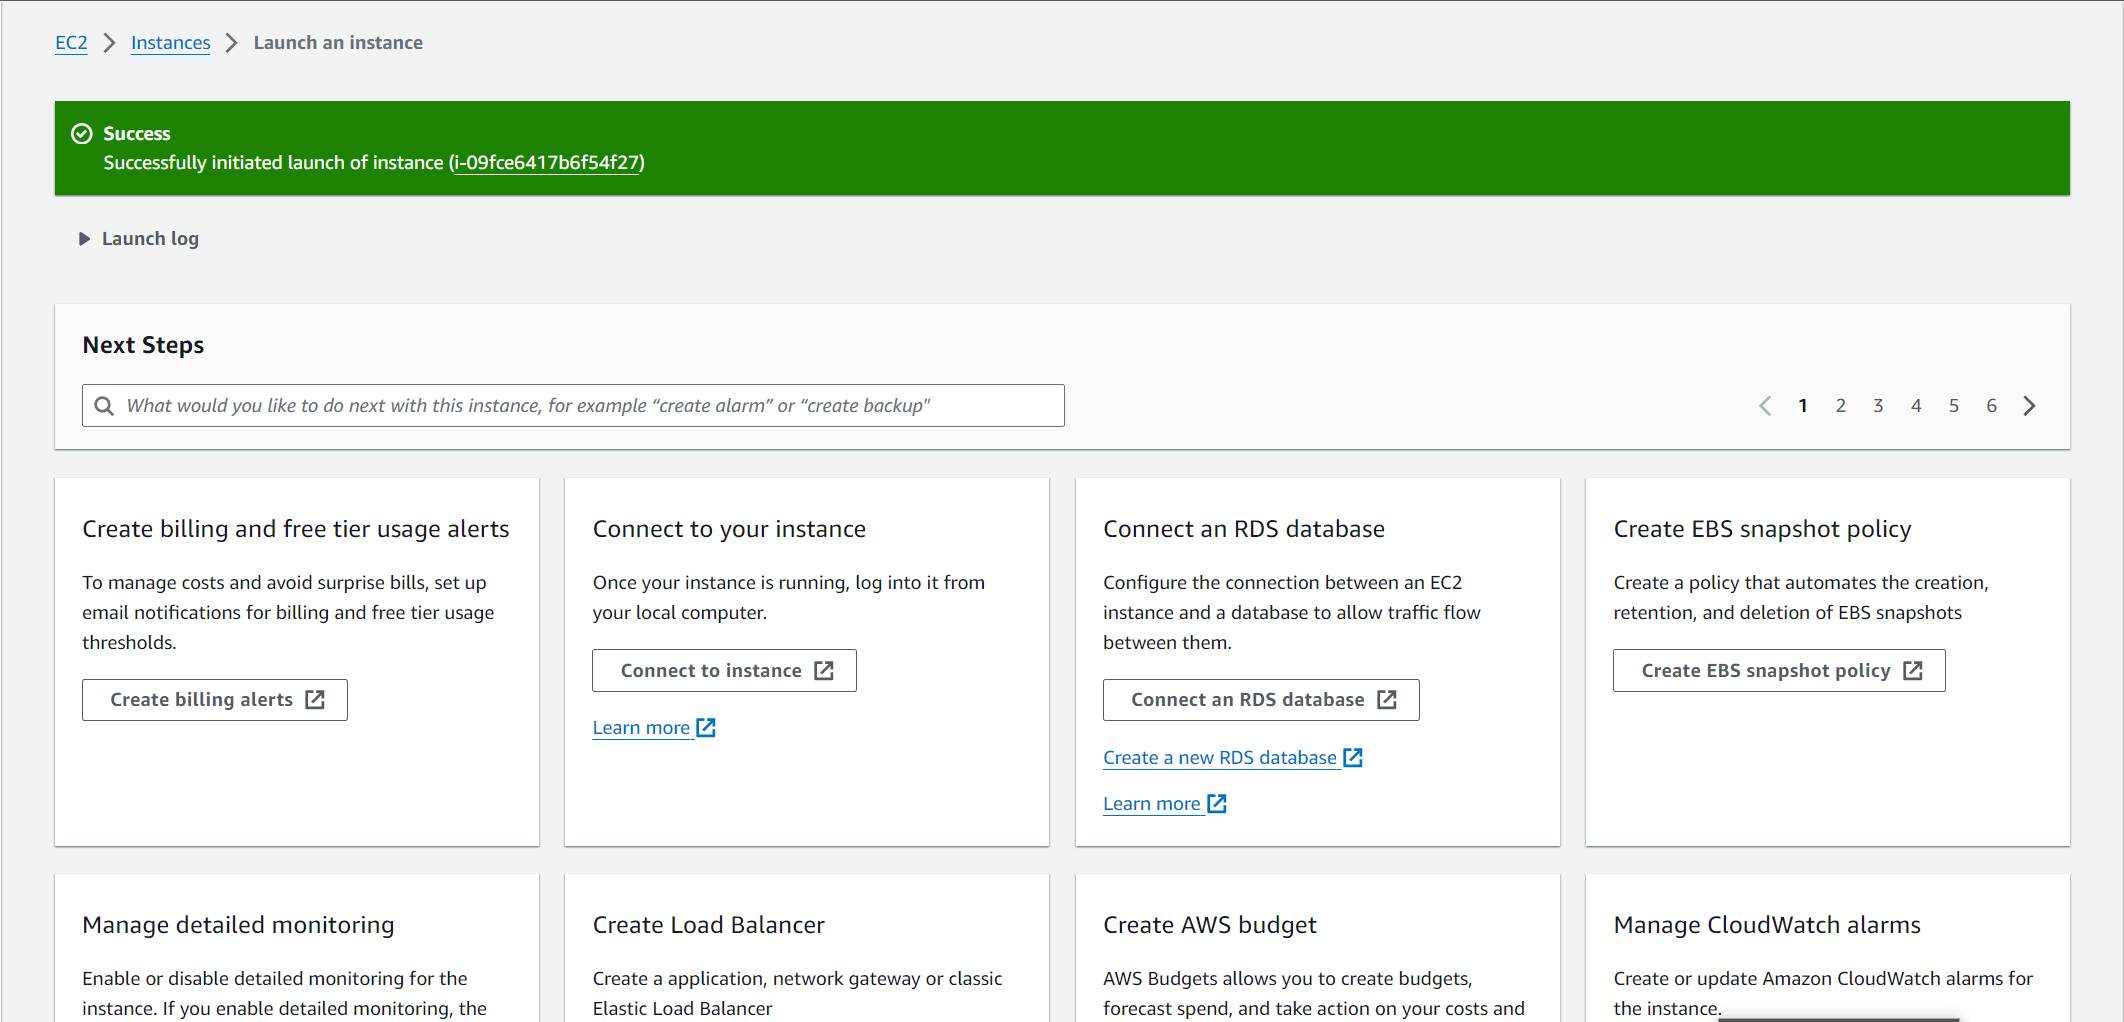 EC2 Instances Launch an instance
Success
Successfully initiated launch of instance (i-09fce6417b6f54f27)
Launch log
Next Steps
What would you like to do next with this instance, for example “create alarm” or “create backup"
1 2 3 4 5 6
Create billing and free tier usage alerts
To manage costs and avoid surprise bills, set up
email notifications for billing and free tier usage
thresholds.
Create billing alerts
Connect to your instance
Once your instance is running, log into it from
your local computer.
Connect to instance
Learn more
Connect an RDS database
Configure the connection between an EC2
instance and a database to allow traffic flow
between them.
Connect an RDS database
Create a new RDS database
Learn more
Create EBS snapshot policy
Create a policy that automates the creation,
retention, and deletion of EBS snapshots
Create EBS snapshot policy
Manage detailed monitoring
Enable or disable detailed monitoring for the
instance. If you enable detailed monitoring, the
Create Load Balancer
Create a application, network gateway or classic
Elastic Load Balancer
Create AWS budget
AWS Budgets allows you to create budgets,
forecast spend, and take action on your costs and
Manage CloudWatch alarms
Create or update Amazon CloudWatch alarms for
the instance.